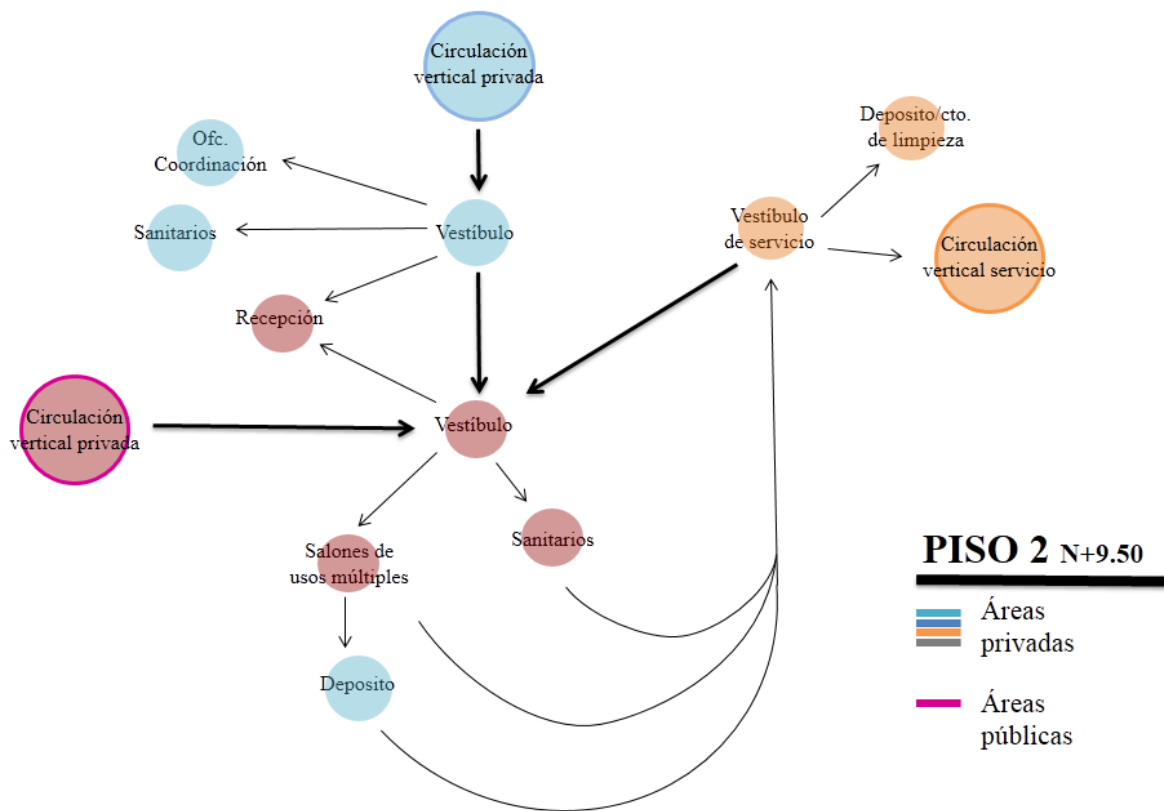 Circulación
vertical privada
Ofc.
Coordinación
Deposito/cto.
de limpieza
Sanitarios
Vestíbulo
Vestíbulo
de servicio
Circulación
vertical servicio
Recepción
Circulación
vertical privada
Vestíbulo
Salones de
usos múltiples
Sanitarios
Deposito
PISO 2 N+9.50
Áreas
privadas
Áreas
públicas